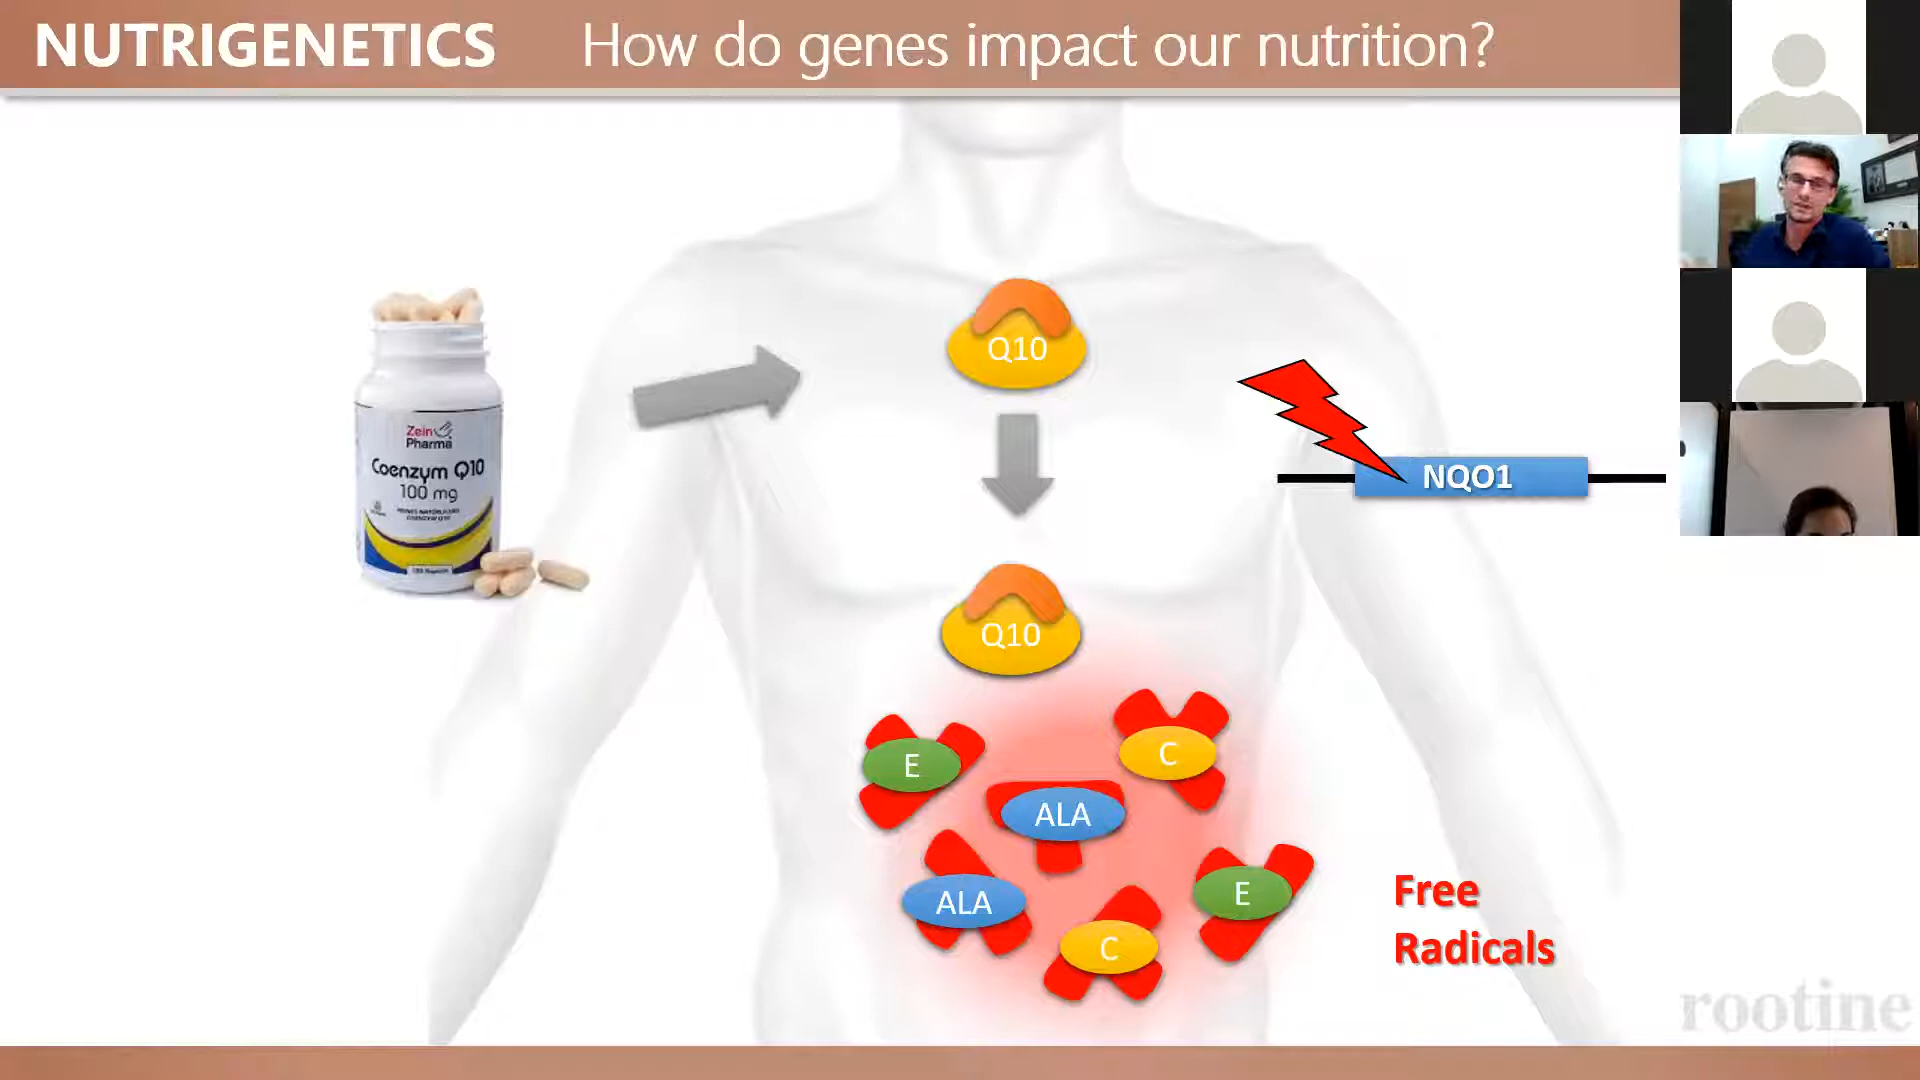 NUTRIGENETICS How do genes impact our nutrition?
Q10
Zein
Pharma
Coenzym Q10
100 mg
NQO1
Q10
E
C
ALA
ALA
E
C
Free
Radicals
rootine